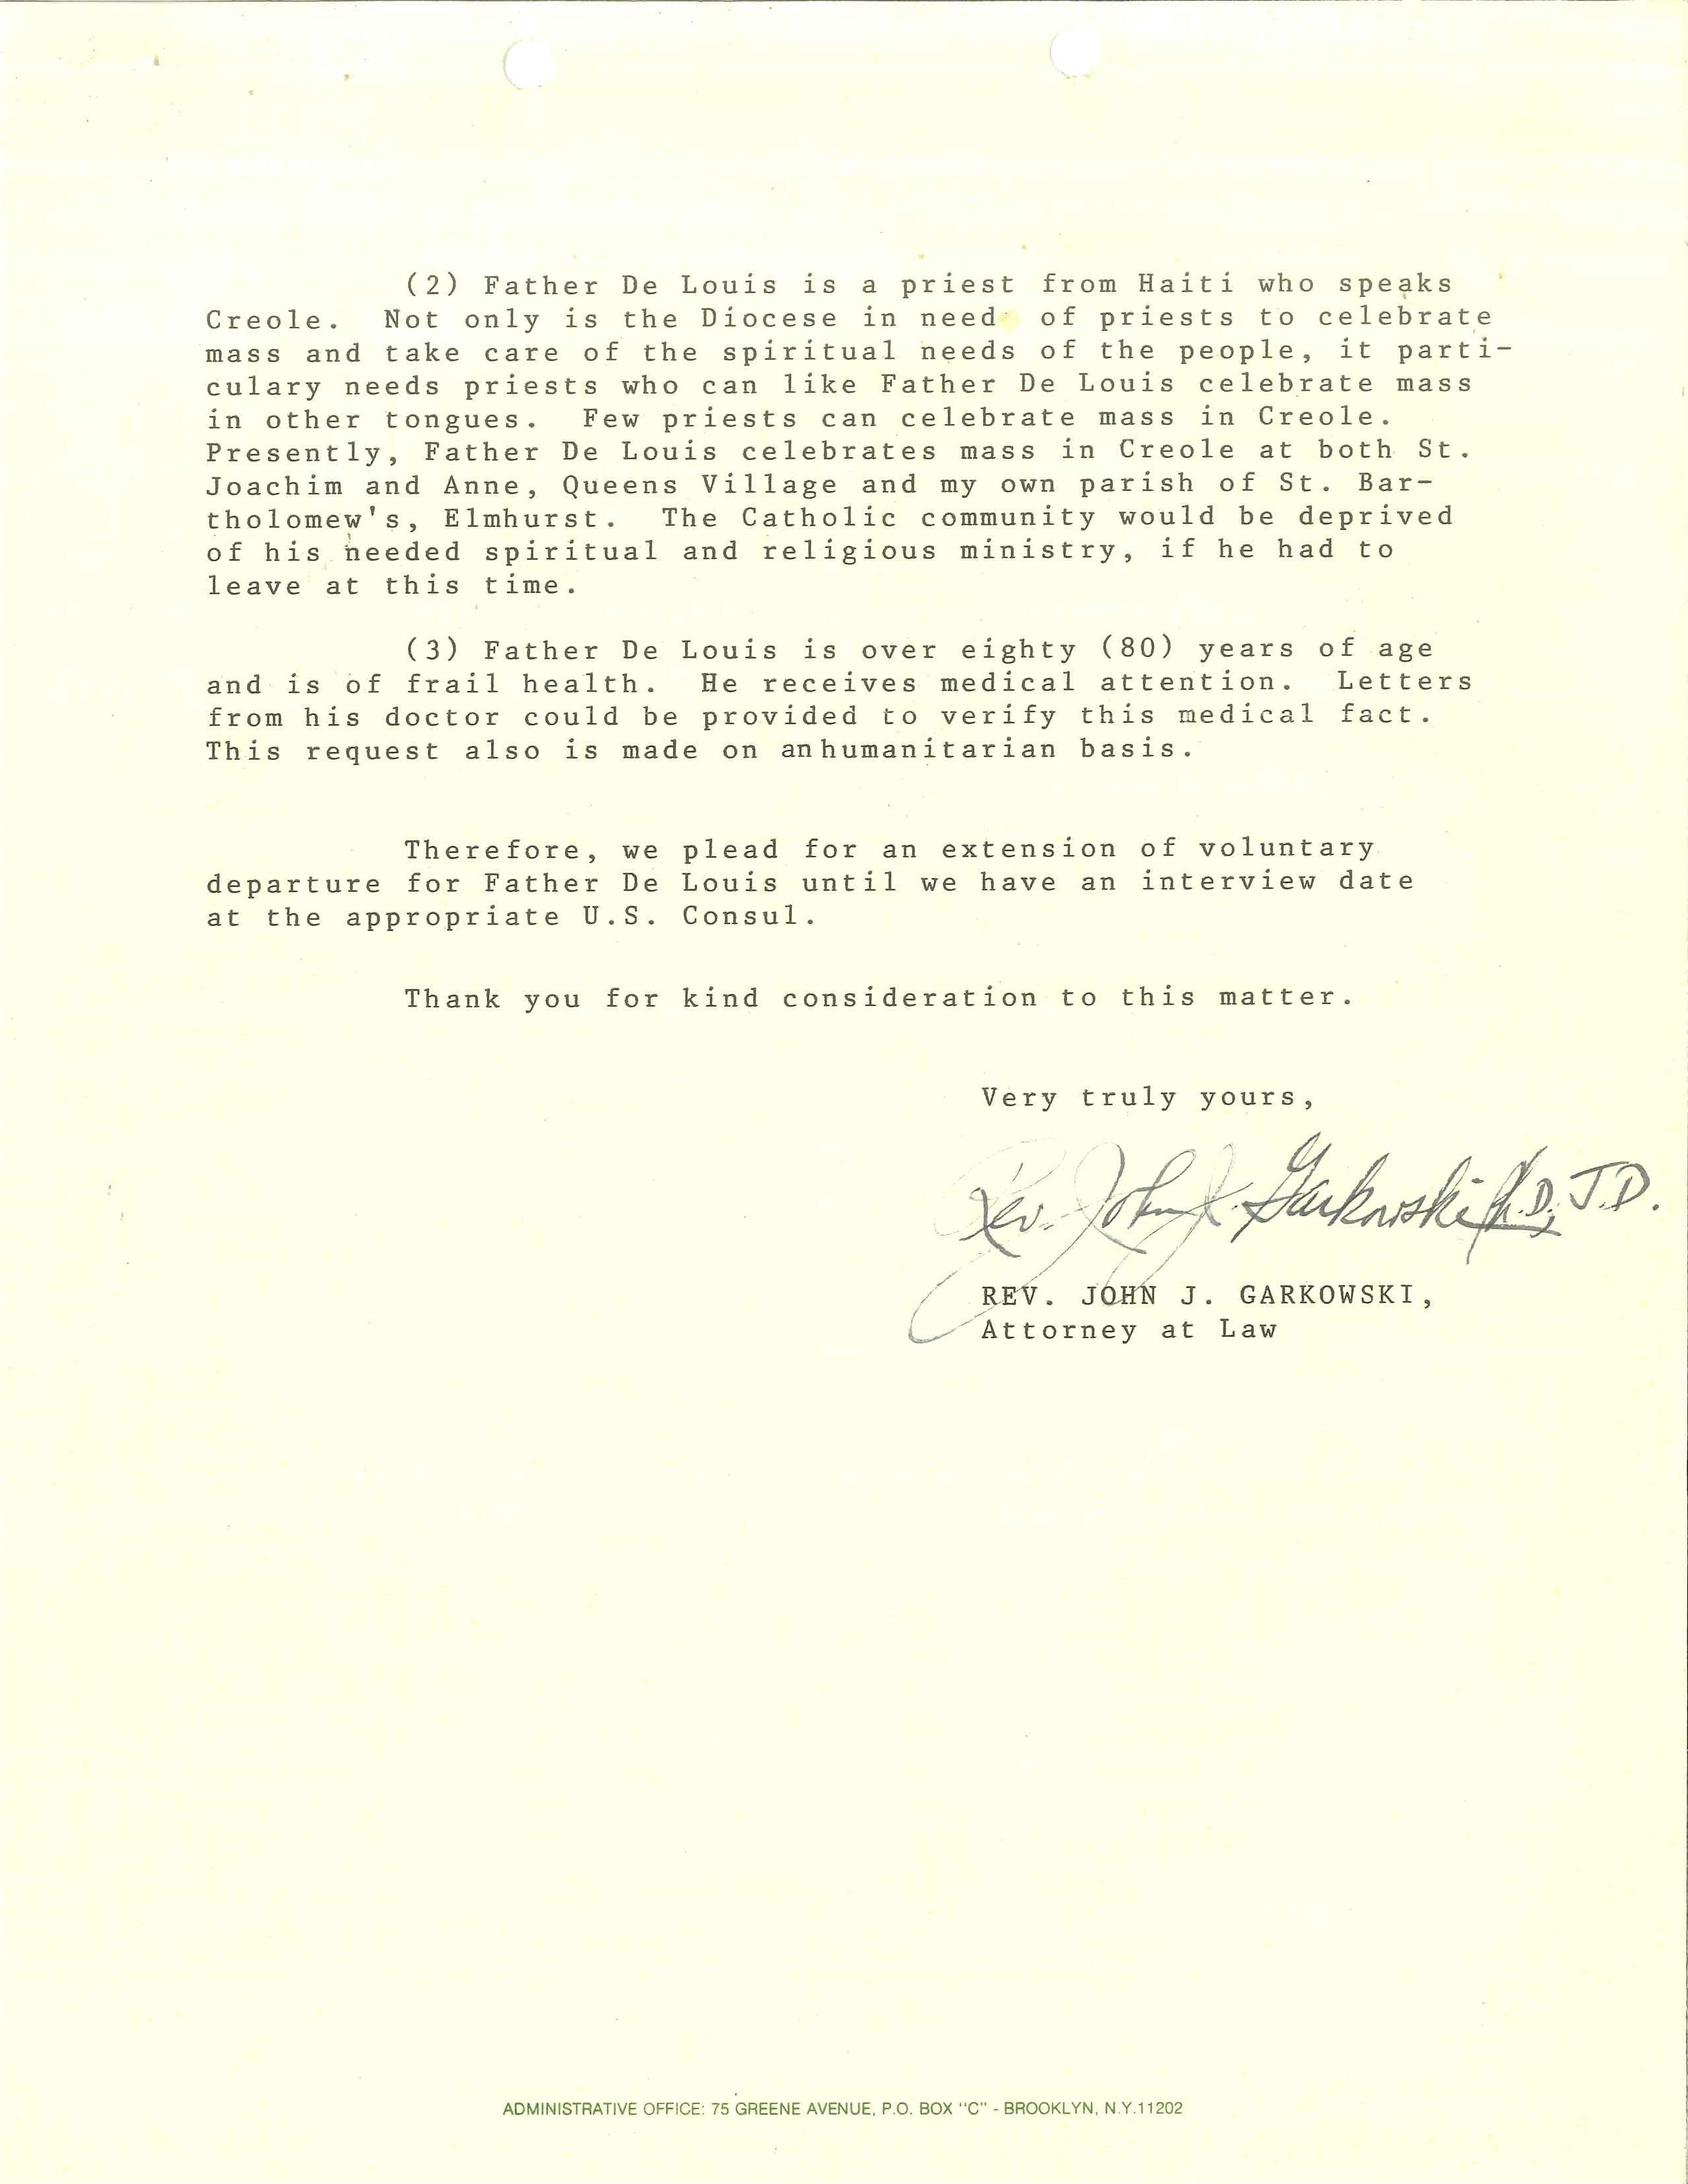 (2) Father De Louis is a priest from Haiti who speaks
Creole. Not only is the Diocese in need of priests to celebrate
mass and take care of the spiritual needs of the people, it parti-
culary needs priests who can like Father De Louis celebrate mass
in other tongues. Few priests can celebrate mass in Creole.
Presently, Father De Louis celebrates mass in Creole at both St.
Joachim and Anne, Queens Village and my own parish of St. Bar-
tholomew's, Elmhurst. The Catholic community would be deprived
of his needed spiritual and religious ministry, if he had to
leave at this time.
(3) Father De Louis is over eighty (80) years of age
and is of frail health. He receives medical attention. Letters
from his doctor could be provided to verify this medical fact.
This request also is made on anhumanitarian basis.
Therefore, we plead for an extension of voluntary
departure for Father De Louis until we have an interview date
at the appropriate U.S. Consul.
Thank you for kind consideration to this matter.
Very truly yours,
Rev. John J. Garkowski Ph.D., J.D.
REV. JOHN J. GARKOWSKI,
Attorney at Law
ADMINISTRATIVE OFFICE: 75 GREENE AVENUE, P.O. BOX "C" - BROOKLYN, N.Y.11202